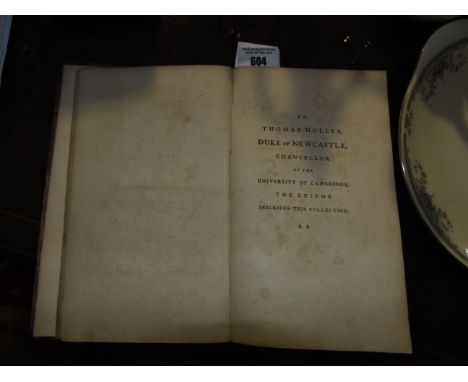 604
TO
THOMAS HOLLES,
DUKE OF NEWCASTLE,
CHANCELLOR
OF THE
UNIVERSITY OF CAMBRIDGE,
THE EDITOR
INSCRIBES THIS COLLECTION.